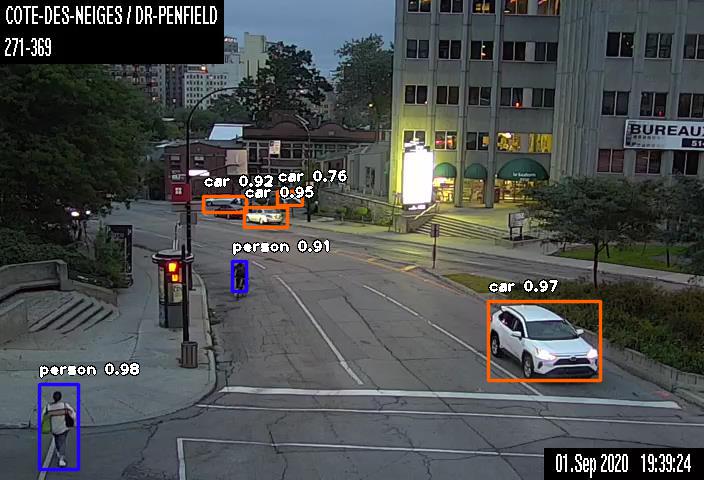 COTE-DES-NEIGES / DR-PENFIELD
271-369
car 0.92
car 0.76
car 0.95
person 0.91
car 0.97
person 0.98
BUREAU
01.Sep 2020 19:39:24